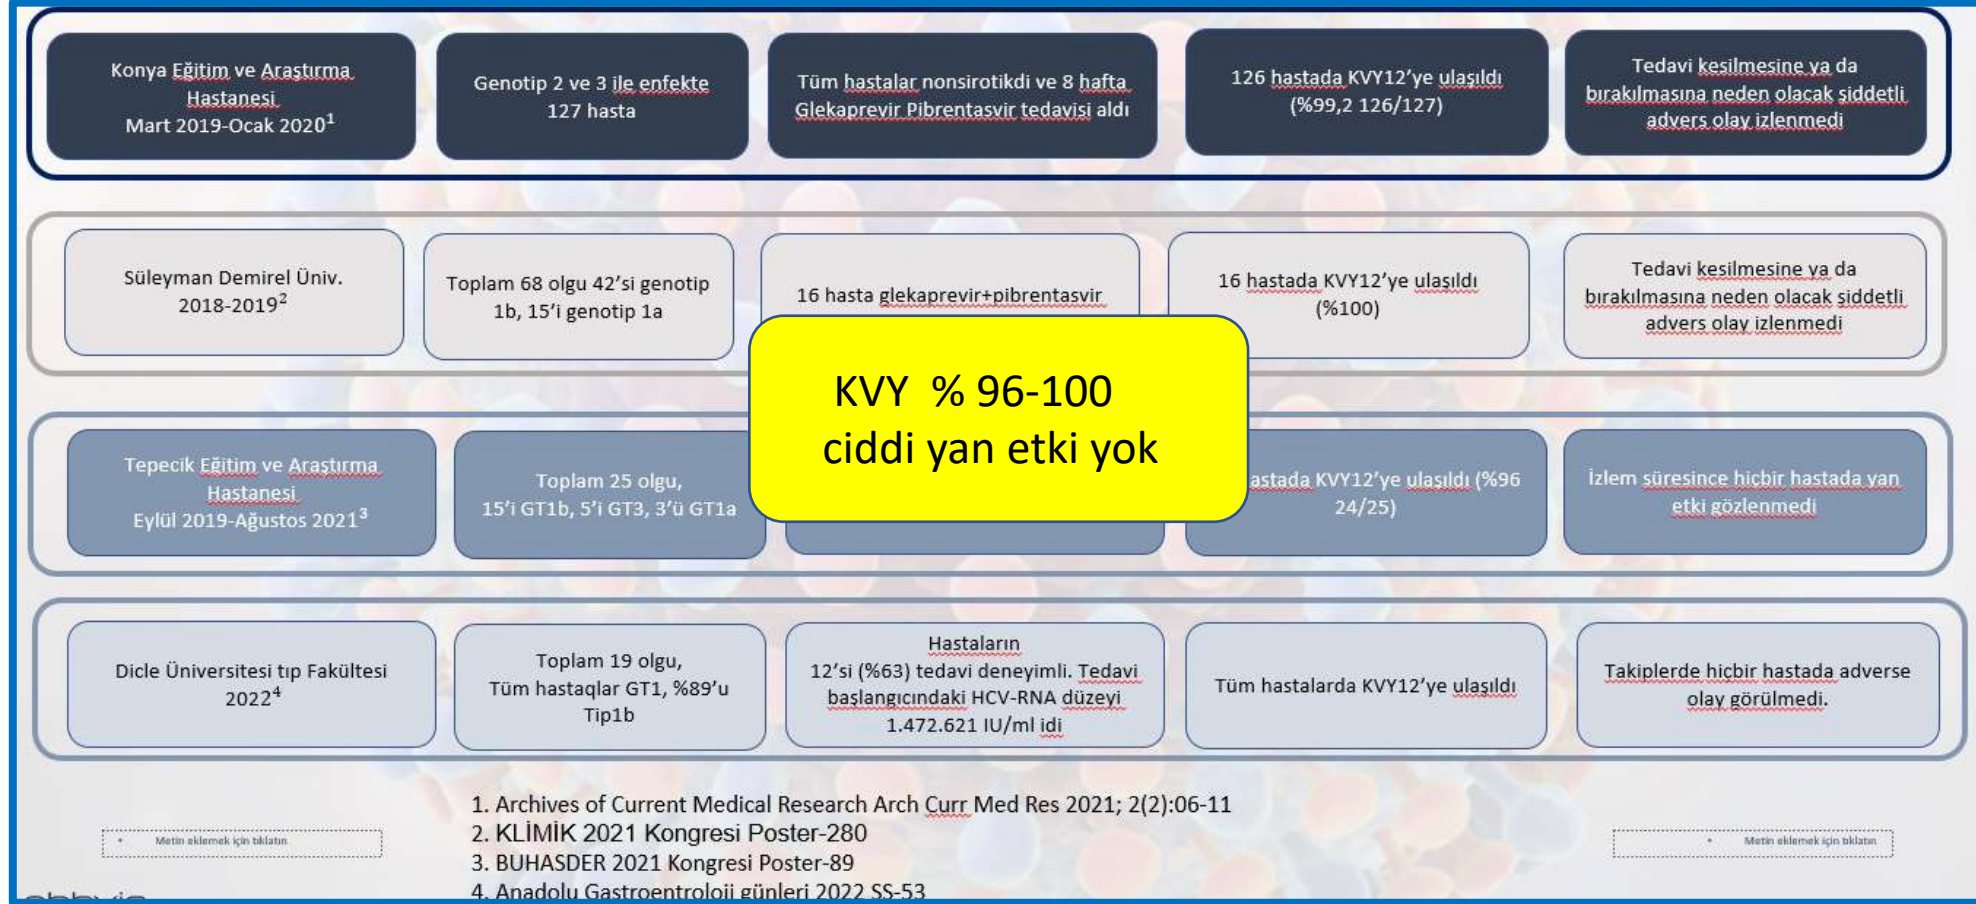 Konya Eğitim ve Araştırma
Hastanesi
Mart 2019-Ocak 2020¹
Genotip 2 ve 3 ile enfekte
127 hasta
Tüm hastalar nonsirotikdi ve 8 hafta
Glekaprevir Pibrentasvir tedavisi aldı
126 hastada KVY12’ye ulaşıldı
(%99,2 126/127)
Tedavi kesilmesine ya da
bırakılmasına neden olacak şiddetli
advers olay izlenmedi
Süleyman Demirel Üniv.
2018-2019²
Toplam 68 olgu 42’si genotip
1b, 15’i genotip 1a
16 hasta glekaprevir+pibrentasvir
16 hastada KVY12’ye ulaşıldı
(%100)
Tedavi kesilmesine ya da
bırakılmasına neden olacak şiddetli
advers olay izlenmedi
KVY % 96-100
ciddi yan etki yok
Tepecik Eğitim ve Araştırma
Hastanesi
Eylül 2019-Ağustos 2021³
Toplam 25 olgu,
15’i GT1b, 5’i GT3, 3’ü GT1a
KVY12’ye ulaşıldı (%96
24/25)
İzlem süresince hiçbir hastada yan
etki gözlenmedi
Dicle Üniversitesi tıp Fakültesi
2022⁴
Toplam 19 olgu,
Tüm hastaqlar GT1, %89’u
Tip1b
Hastaların
12’si (%63) tedavi deneyimli. Tedavi
başlangıcındaki HCV-RNA düzeyi
1.472.621 IU/ml idi
Tüm hastalarda KVY12’ye ulaşıldı
Takiplerde hiçbir hastada adverse
olay görülmedi.
1. Archives of Current Medical Research Arch Curr Med Res 2021; 2(2):06-11
2. KLİMİK 2021 Kongresi Poster-280
3. BUHASDER 2021 Kongresi Poster-89
4. Anadolu Gastroentroloji günleri 2022 SS-53
• Metin eklemek için tıklatın
• Metin eklemek için tıklatın